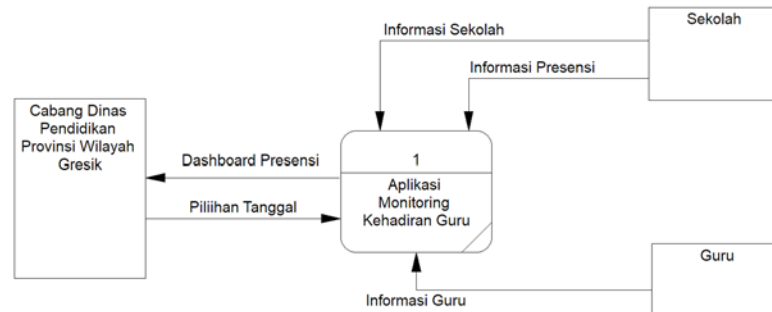 Informasi Sekolah
Sekolah
Informasi Presensi
Cabang Dinas
Pendidikan
Provinsi Wilayah
Gresik
Dashboard Presensi
Piliihan Tanggal
1
Aplikasi
Monitoring
Kehadiran Guru
Guru
Informasi Guru